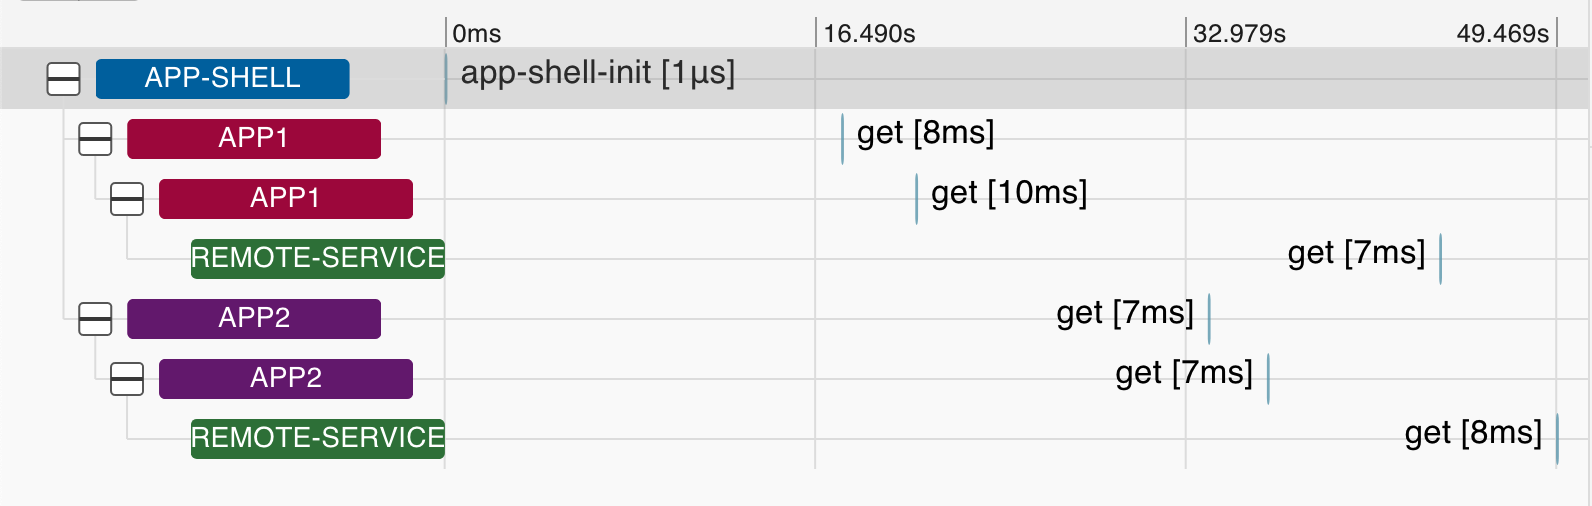 0ms 16.490s 32.979s 49.469s
APP-SHELL app-shell-init [1μs]
APP1 get [8ms]
APP1 get [10ms]
REMOTE-SERVICE get [7ms]
APP2 get [7ms]
APP2 get [7ms]
REMOTE-SERVICE get [8ms]